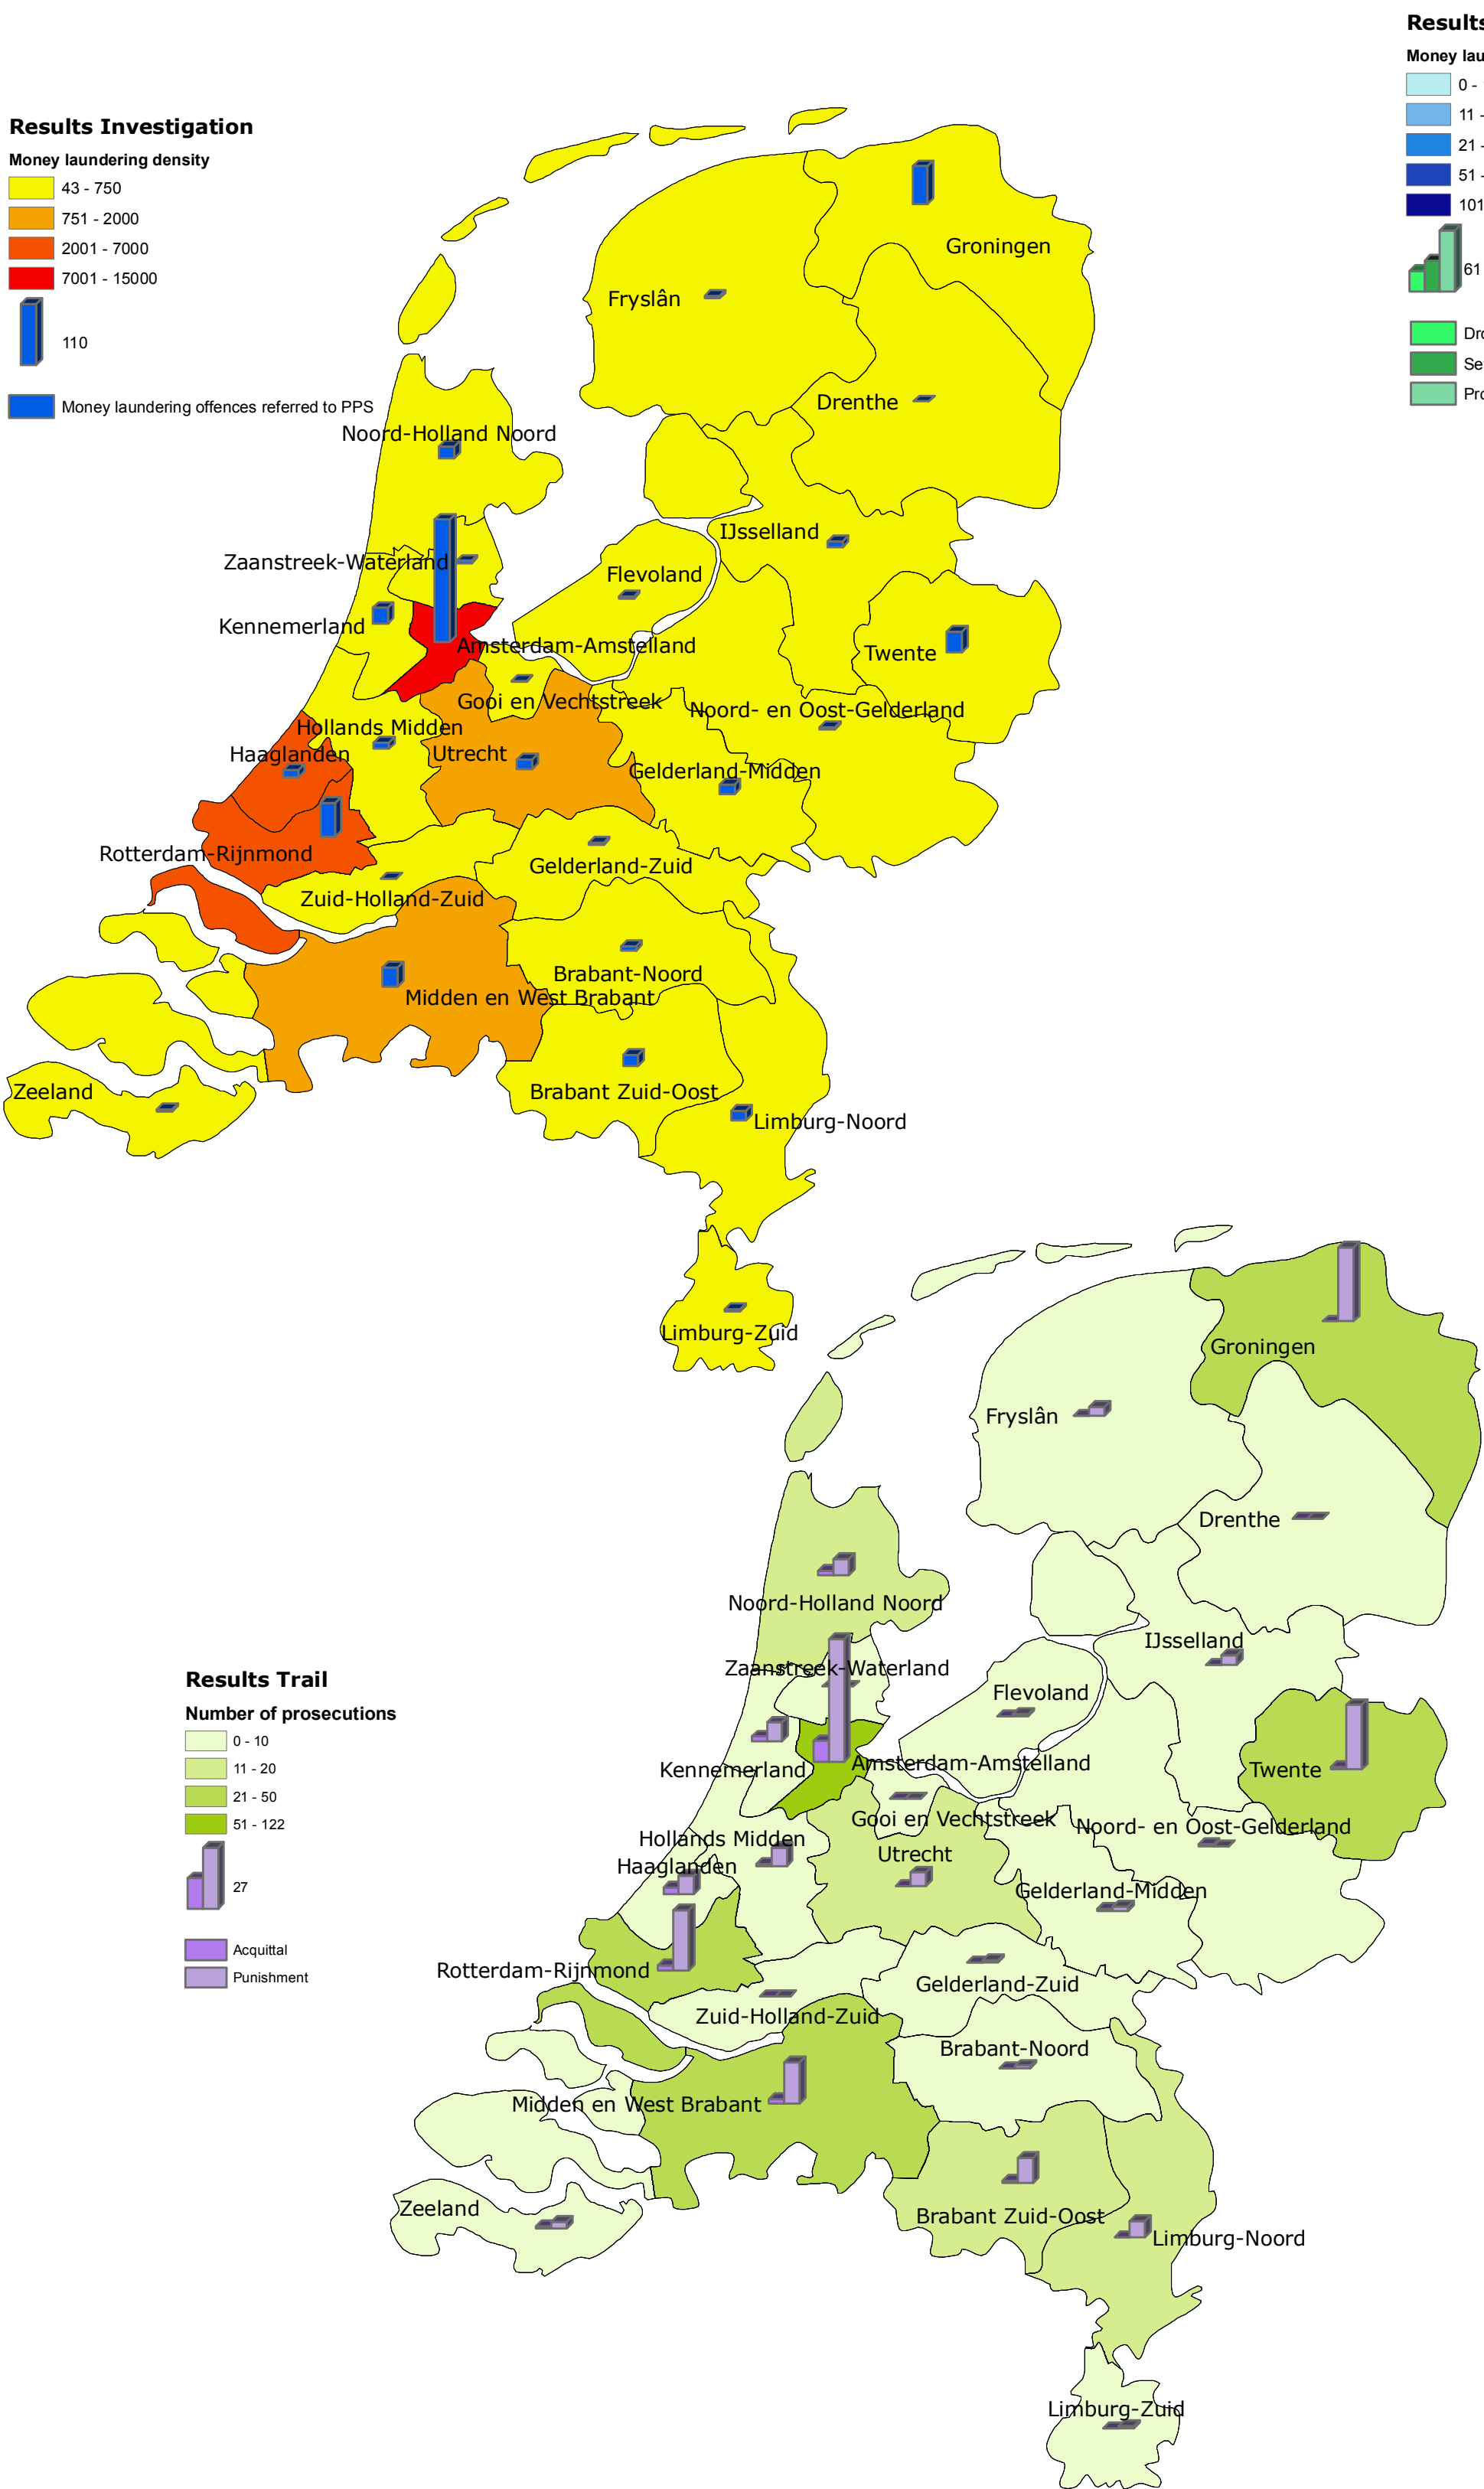 Results Investigation
Money laundering density
43 - 750
751 - 2000
2001 - 7000
7001 - 15000
110
Money laundering offences referred to PPS
Groningen
Fryslân
Drenthe
Noord-Holland Noord
IJsselland
Zaanstreek-Waterland
Flevoland
Kennemerland
Amsterdam-Amstelland
Twente
Gooi en Vechtstreek
Noord- en Oost-Gelderland
Hollands Midden
Haaglanden
Utrecht
Gelderland-Midden
Rotterdam-Rijnmond
Gelderland-Zuid
Zuid-Holland-Zuid
Brabant-Noord
Midden en West Brabant
Zeeland
Brabant Zuid-Oost
Limburg-Noord
Limburg-Zuid
Results
Money lau
0 -
11 -
21 -
51 -
101
61
Dro
Se
Pro
Results Trail
Number of prosecutions
0 - 10
11 - 20
21 - 50
51 - 122
27
Acquittal
Punishment
Groningen
Fryslân
Drenthe
Noord-Holland Noord
IJsselland
Zaanstreek-Waterland
Flevoland
Kennemerland
Amsterdam-Amstelland
Twente
Gooi en Vechtstreek
Noord- en Oost-Gelderland
Hollands Midden
Haaglanden
Utrecht
Gelderland-Midden
Rotterdam-Rijnmond
Gelderland-Zuid
Zuid-Holland-Zuid
Brabant-Noord
Midden en West Brabant
Zeeland
Brabant Zuid-Oost
Limburg-Noord
Limburg-Zuid